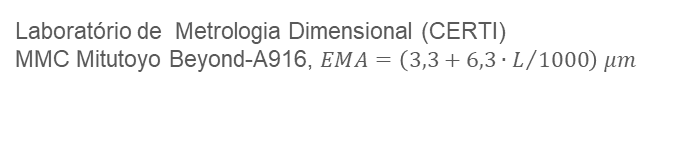 Laboratório de  Metrologia Dimensional (CERTI)
MMC Mitutoyo Beyond-A916, EMA = (3,3 + 6,3 · L/1000) μm